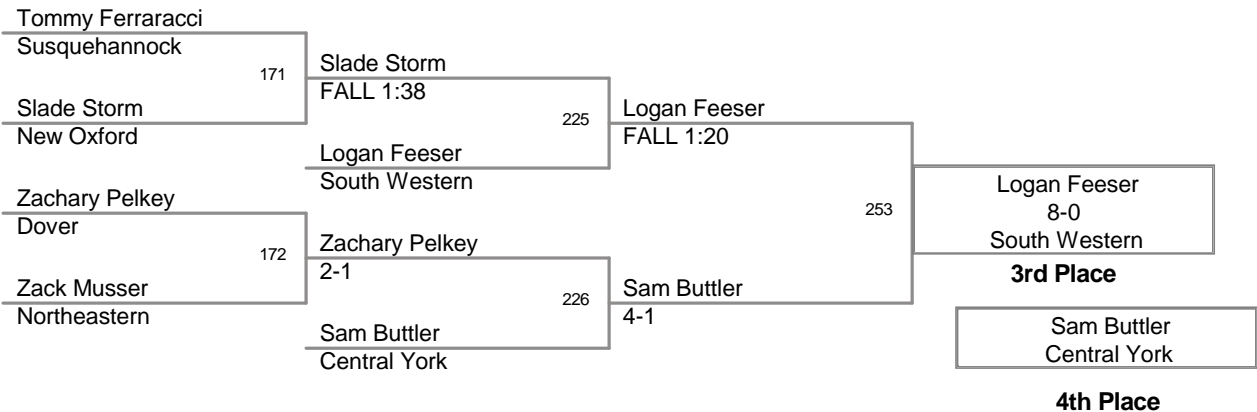 Tommy Ferraracci
Susquehannock
171
Slade Storm
FALL 1:38
Slade Storm
New Oxford
225
Logan Feeser
FALL 1:20
Logan Feeser
South Western
Zachary Pelkey
Dover
253
Logan Feeser
8-0
South Western
3rd Place
172
Zachary Pelkey
2-1
Zack Musser
Northeastern
226
Sam Buttler
4-1
Sam Buttler
Central York
Sam Buttler
Central York
4th Place